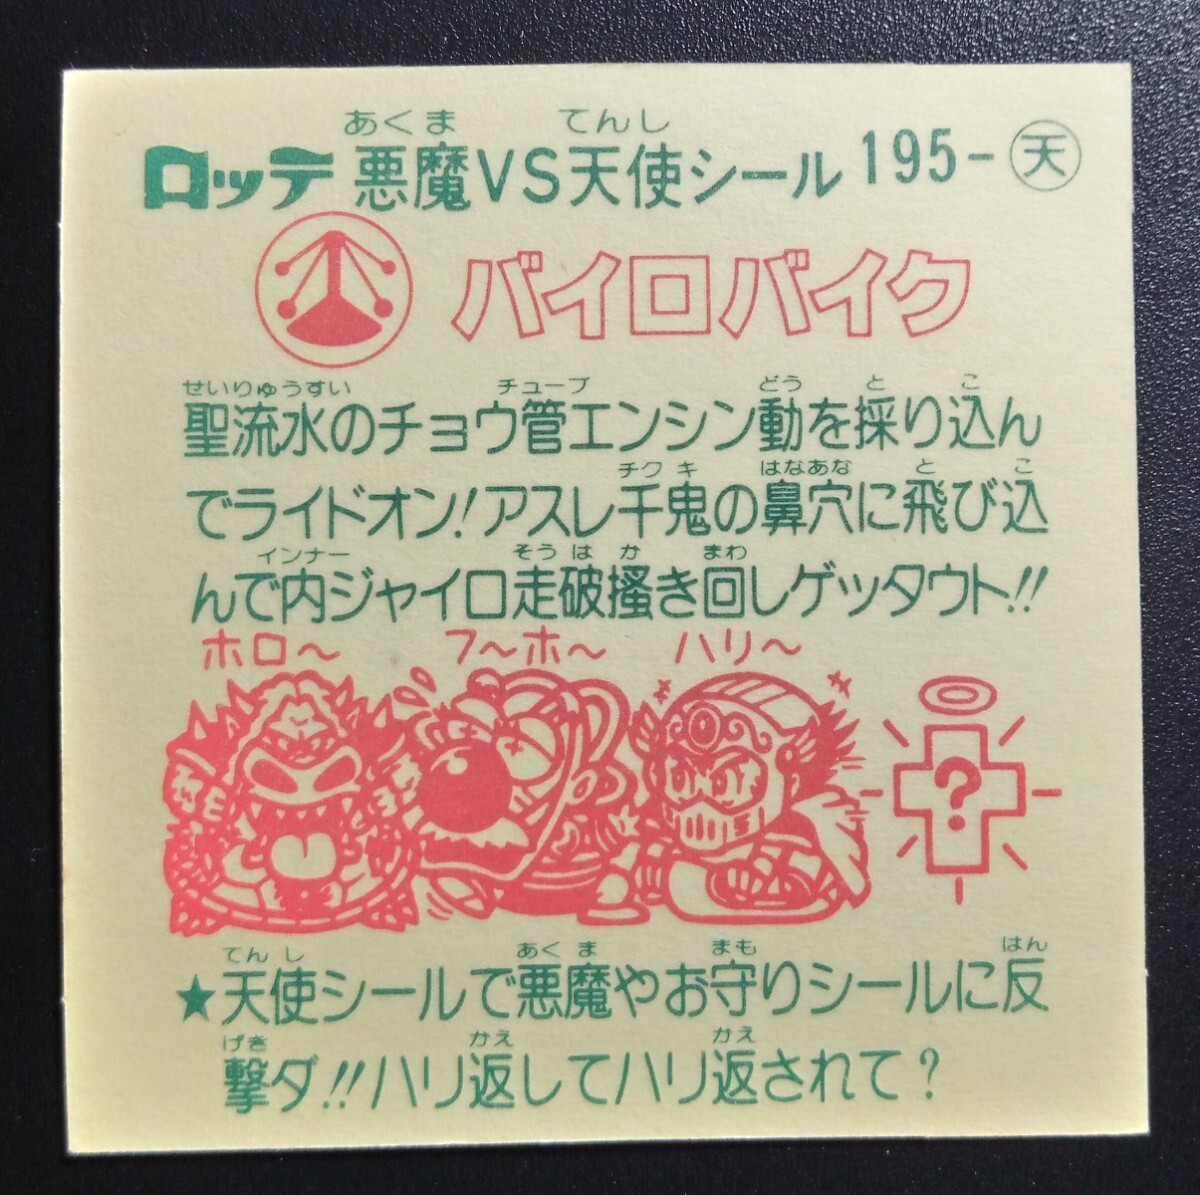 あくま てんし
ロッテ 悪魔VS天使シール 195-天
バイロバイク
せいりゅうすい チューブ どう と こ
聖流水のチョウ管エンシン動を採り込ん
チク キ はなあな と こ
でライドオン!アスレ千鬼の鼻穴に飛び込
インナー そう は か まわ
んで内ジャイロ走破掻き回しゲッタウト!!
ホロ〜 フ〜ホ〜 ハリ〜
?
てんし あくま まも はん
★天使シールで悪魔やお守りシールに反
げき かえ かえ
撃ダ!!ハリ返してハリ返されて?